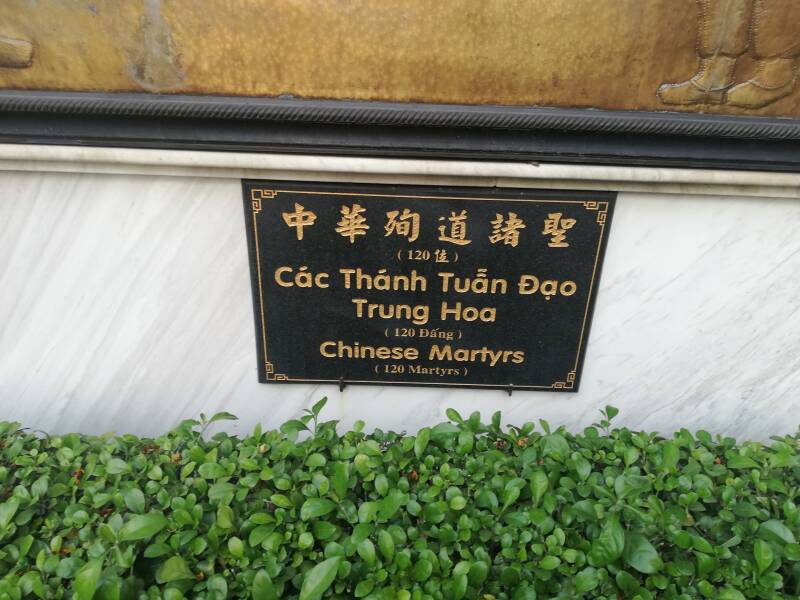 中華殉道諸聖
( 120 位 )
Các Thánh Tuẫn Đạo
Trung Hoa
( 120 Đấng )
Chinese Martyrs
( 120 Martyrs )